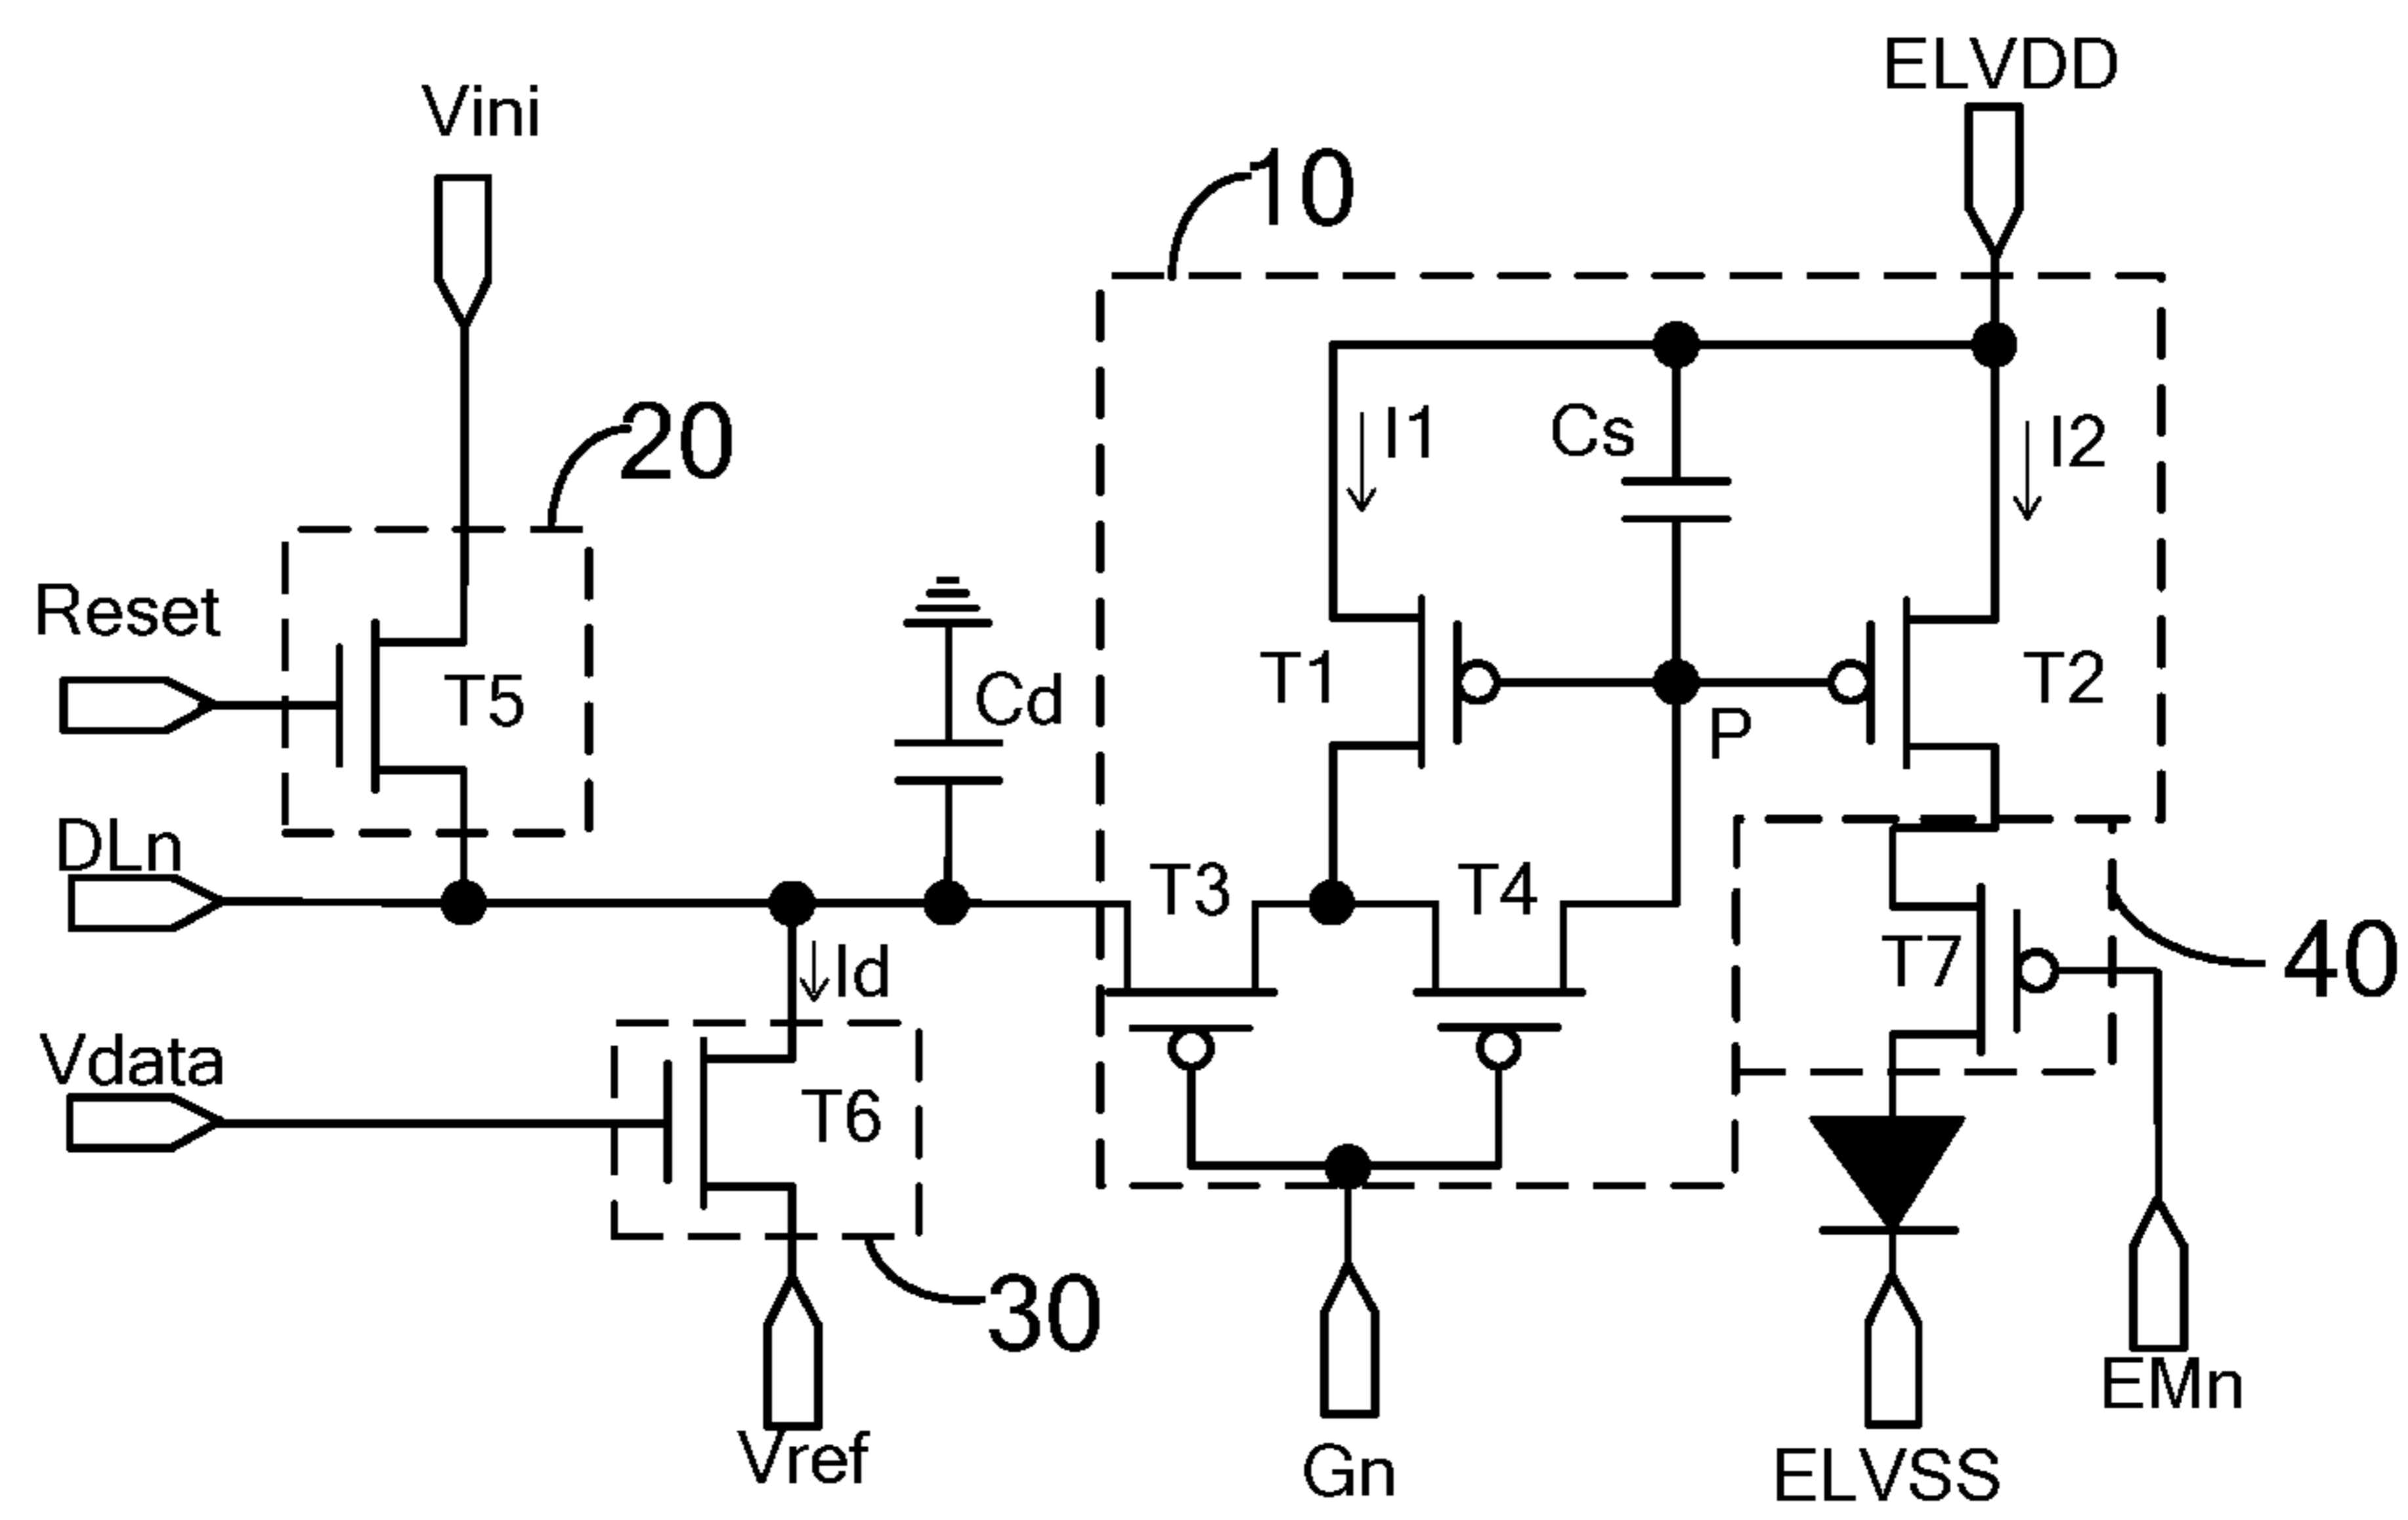 ELVDD
Vini
10
20
I1
Cs
I2
Reset
T5
Cd
T1
P
T2
DLn
T3
T4
T7
40
Id
Vdata
T6
30
Vref
Gn
EMn
ELVSS